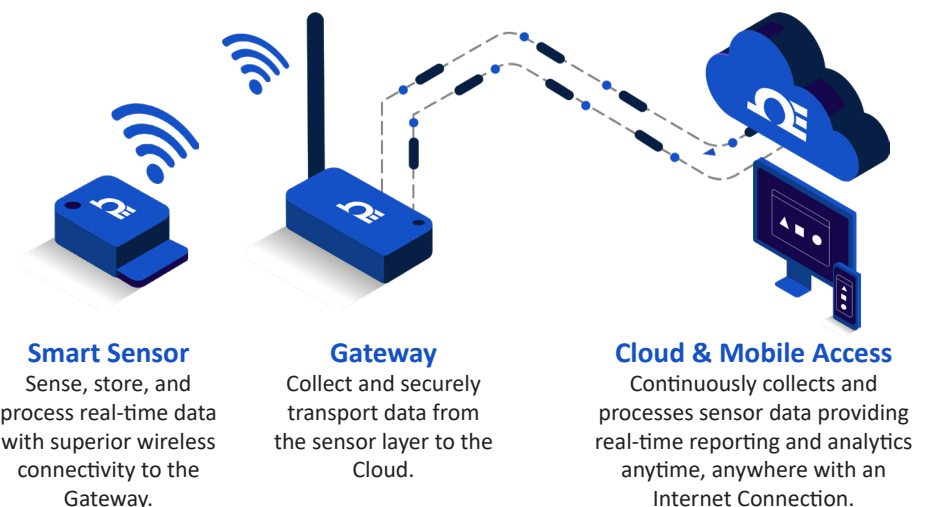 Smart Sensor
Sense, store, and
process real-time data
with superior wireless
connectivity to the
Gateway.
Gateway
Collect and securely
transport data from
the sensor layer to the
Cloud.
Cloud & Mobile Access
Continuously collects and
processes sensor data providing
real-time reporting and analytics
anytime, anywhere with an
Internet Connection.